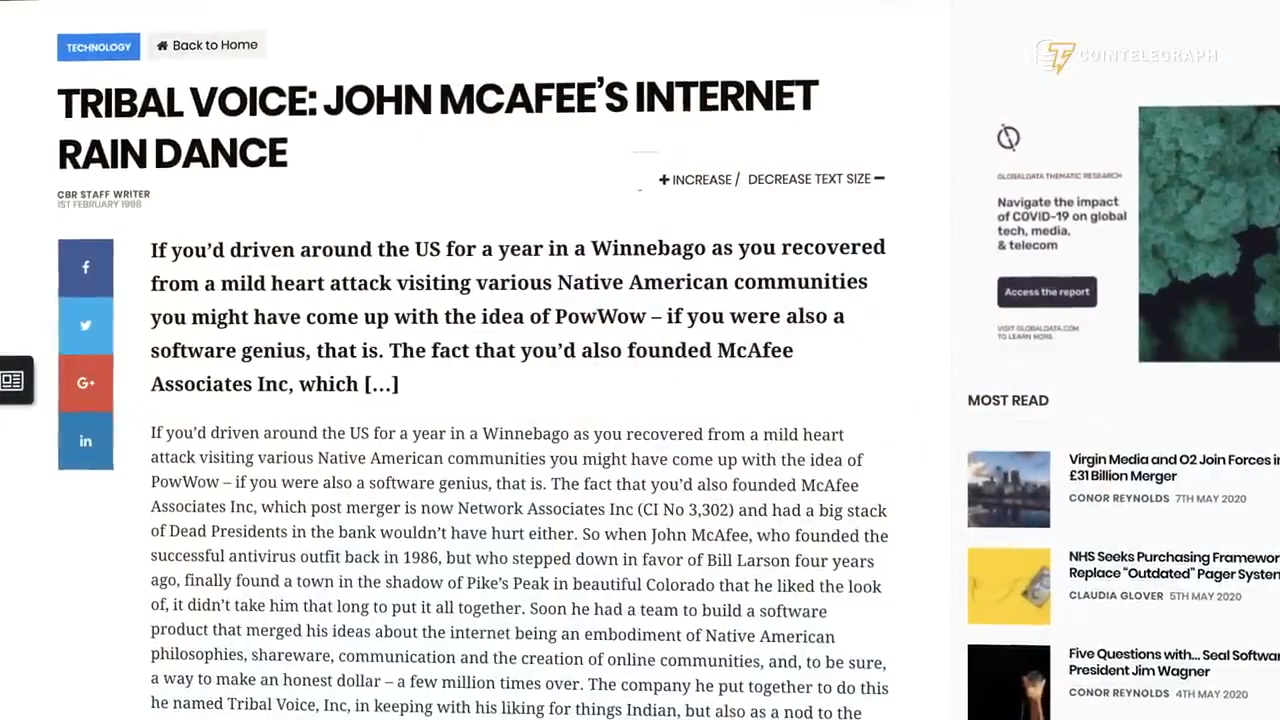 TECHNOLOGY
Back to Home
TRIBAL VOICE: JOHN MCAFEE'S INTERNET
RAIN DANCE
CBR STAFF WRITER
1ST FEBRUARY 1998
+ INCREASE / DECREASE TEXT SIZE −
f
G+
in
If you'd driven around the US for a year in a Winnebago as you recovered
from a mild heart attack visiting various Native American communities
you might have come up with the idea of PowWow – if you were also a
software genius, that is. The fact that you'd also founded McAfee
Associates Inc, which [...]
If you'd driven around the US for a year in a Winnebago as you recovered from a mild heart
attack visiting various Native American communities you might have come up with the idea of
PowWow – if you were also a software genius, that is. The fact that you'd also founded McAfee
Associates Inc, which post merger is now Network Associates Inc (CI No 3,302) and had a big stack
of Dead Presidents in the bank wouldn't have hurt either. So when John McAfee, who founded the
successful antivirus outfit back in 1986, but who stepped down in favor of Bill Larson four years
ago, finally found a town in the shadow of Pike's Peak in beautiful Colorado that he liked the look
of, it didn't take him that long to put it all together. Soon he had a team to build a software
product that merged his ideas about the internet being an embodiment of Native American
philosophies, shareware, communication and the creation of online communities, and, to be sure,
a way to make an honest dollar – a few million times over. The company he put together to do this
he named Tribal Voice, Inc, in keeping with his liking for things Indian, but also as a nod to the
COINTELEGRAPH
GLOBALDATA THEMATIC RESEARCH
Navigate the impact
of COVID-19 on global
tech, media,
& telecom
Access the report
VISIT GLOBALDATA.COM
TO LEARN MORE
MOST READ
Virgin Media and O2 Join Forces in
£31 Billion Merger
CONOR REYNOLDS 7TH MAY 2020
NHS Seeks Purchasing Framewor
Replace "Outdated" Pager System
CLAUDIA GLOVER 5TH MAY 2020
Five Questions with... Seal Softwa
President Jim Wagner
CONOR REYNOLDS 4TH MAY 2020